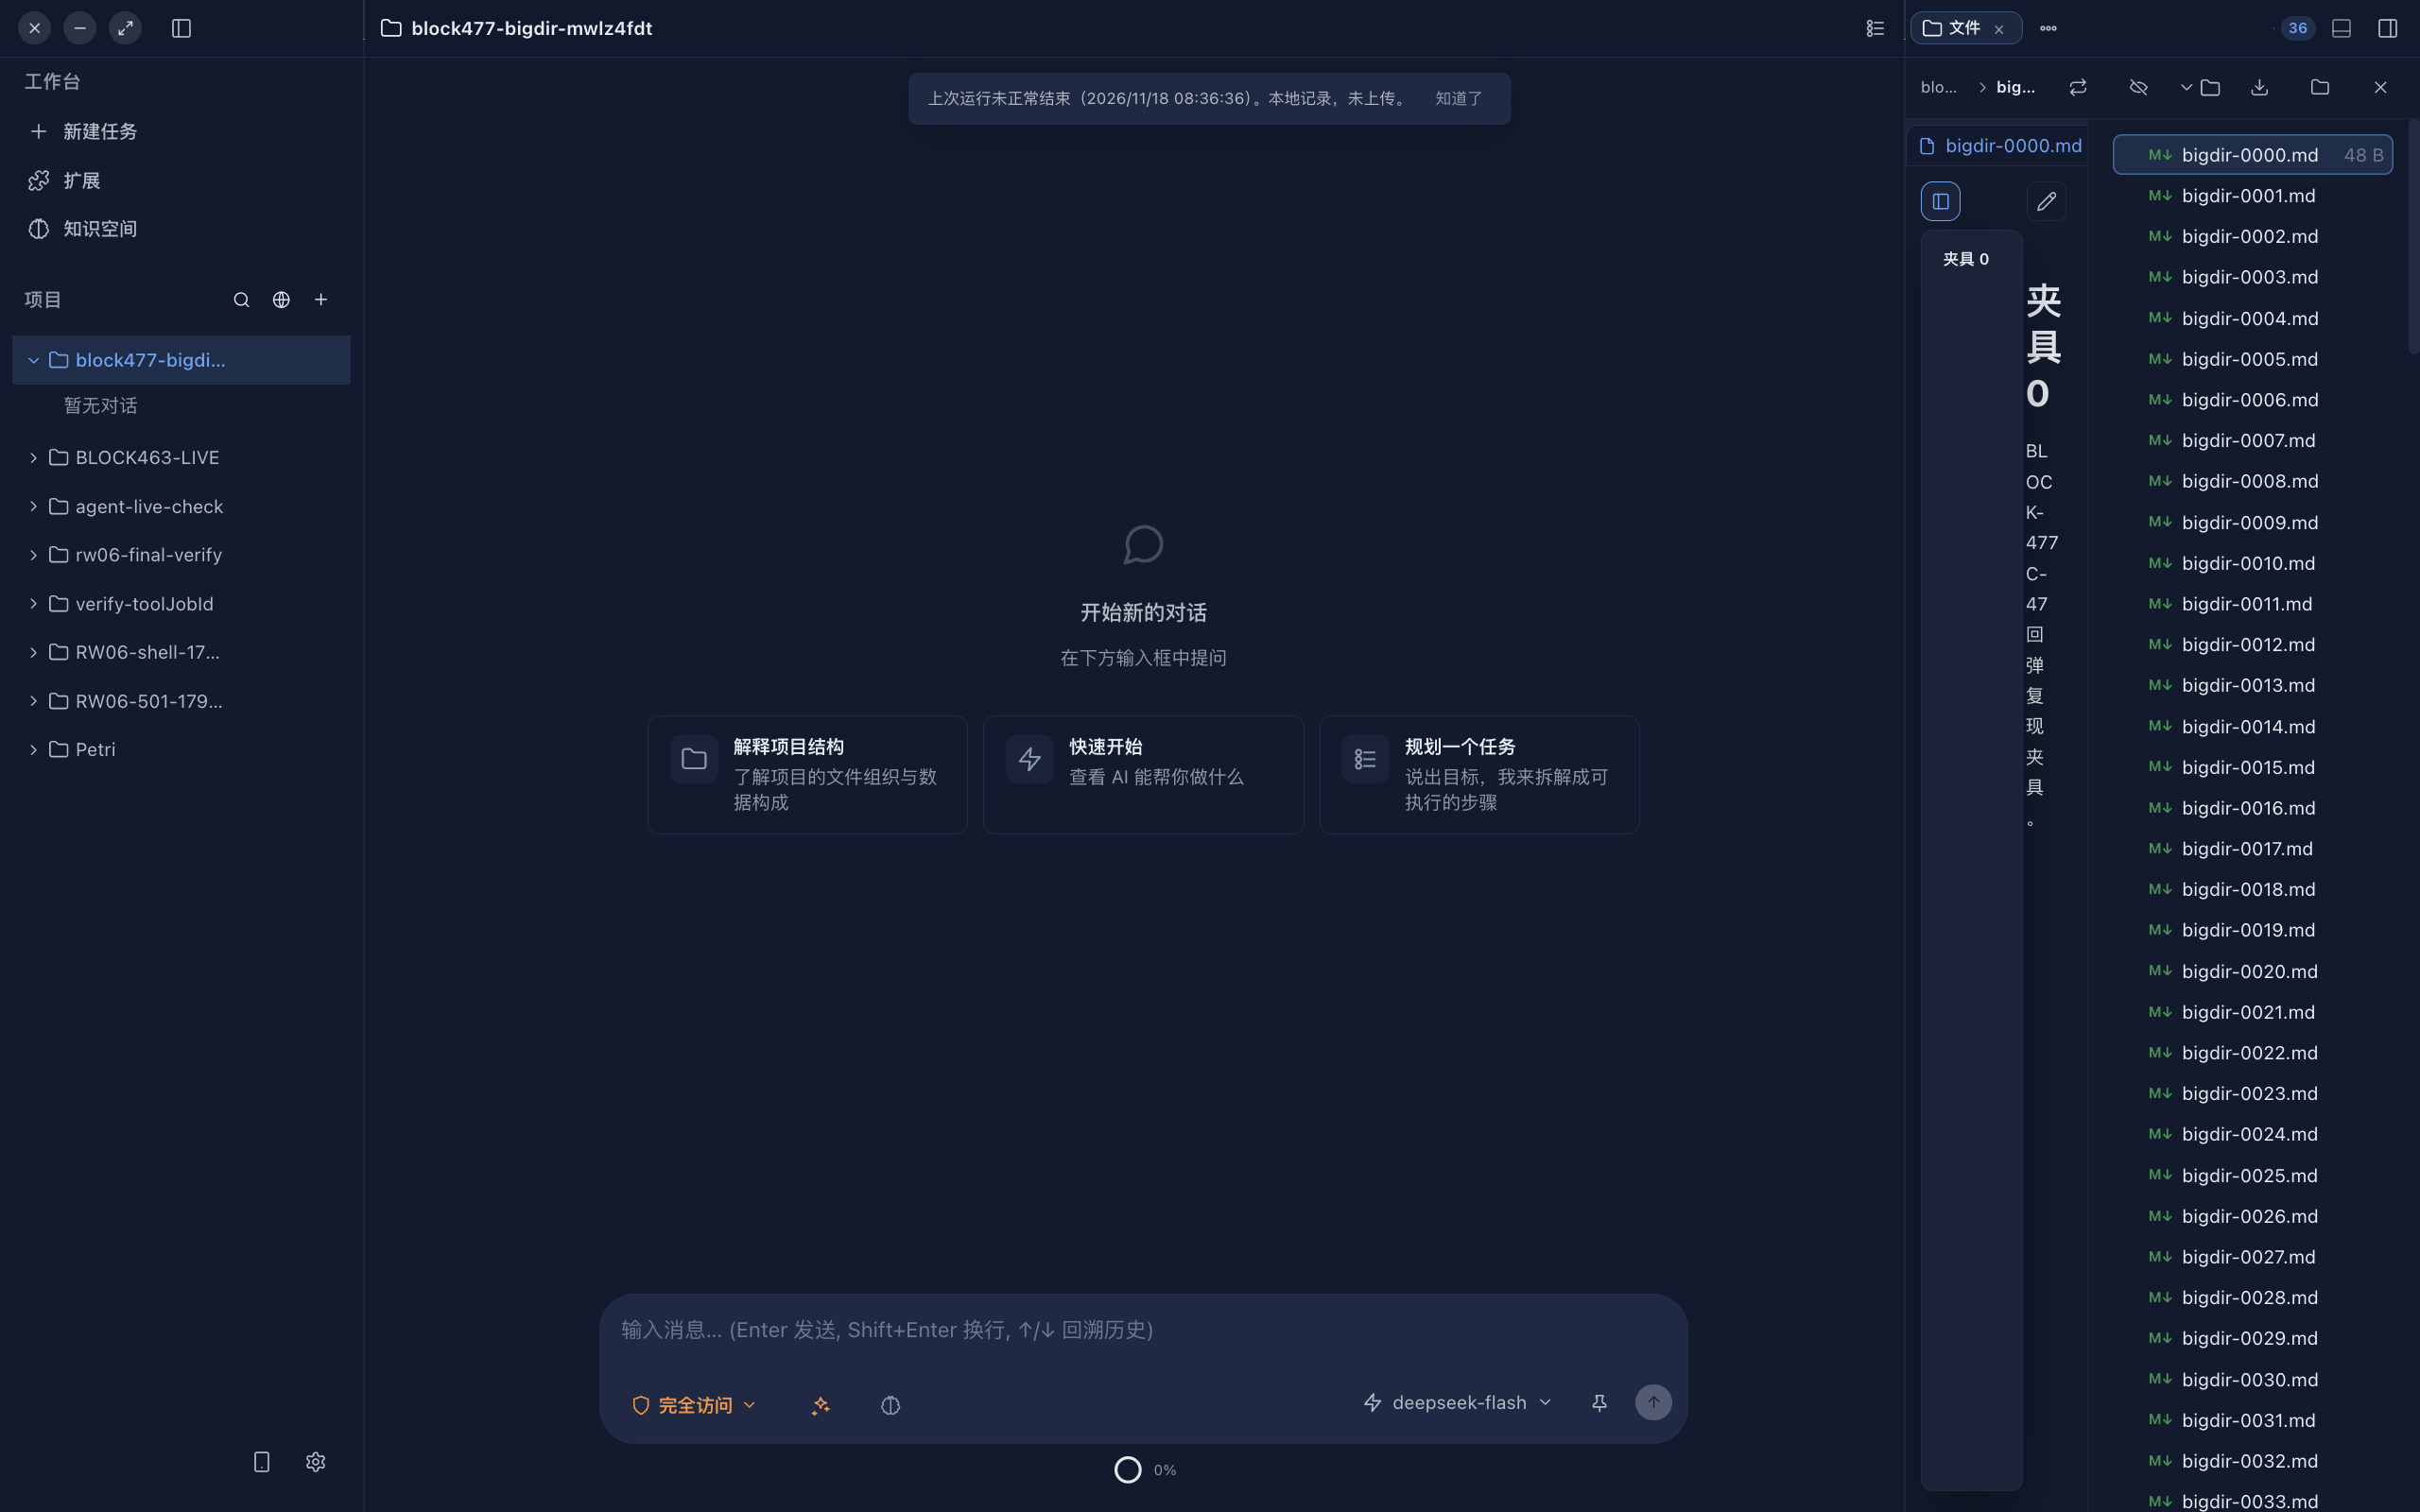 工作台
新建任务
扩展
知识空间
项目
block477-bigdi...
暂无对话
BLOCK463-LIVE
agent-live-check
rw06-final-verify
verify-toolJobId
RW06-shell-17...
RW06-501-179...
Petri
block477-bigdir-mwlz4fdt
上次运行未正常结束（2026/11/18 08:36:36）。本地记录，未上传。 知道了
开始新的对话
在下方输入框中提问
解释项目结构
了解项目的文件组织与数
据构成
快速开始
查看 AI 能帮你做什么
规划一个任务
说出目标，我来拆解成可
执行的步骤
输入消息... (Enter 发送, Shift+Enter 换行, ↑/↓ 回溯历史)
完全访问
deepseek-flash
0%
文件
36
blo... > big...
bigdir-0000.md
夹具 0
夹
具
0
BL
OC
K-
477
C-
47
回
弹
复
现
夹
具
。
M↓ bigdir-0000.md 48 B
M↓ bigdir-0001.md
M↓ bigdir-0002.md
M↓ bigdir-0003.md
M↓ bigdir-0004.md
M↓ bigdir-0005.md
M↓ bigdir-0006.md
M↓ bigdir-0007.md
M↓ bigdir-0008.md
M↓ bigdir-0009.md
M↓ bigdir-0010.md
M↓ bigdir-0011.md
M↓ bigdir-0012.md
M↓ bigdir-0013.md
M↓ bigdir-0014.md
M↓ bigdir-0015.md
M↓ bigdir-0016.md
M↓ bigdir-0017.md
M↓ bigdir-0018.md
M↓ bigdir-0019.md
M↓ bigdir-0020.md
M↓ bigdir-0021.md
M↓ bigdir-0022.md
M↓ bigdir-0023.md
M↓ bigdir-0024.md
M↓ bigdir-0025.md
M↓ bigdir-0026.md
M↓ bigdir-0027.md
M↓ bigdir-0028.md
M↓ bigdir-0029.md
M↓ bigdir-0030.md
M↓ bigdir-0031.md
M↓ bigdir-0032.md
M↓ bigdir-0033.md